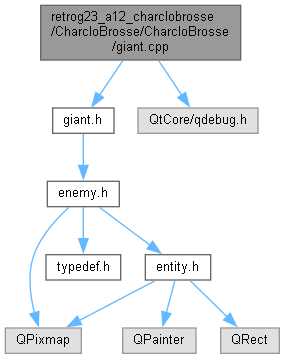 retrog23_a12_charclobrosse
/CharcloBrosse/CharcloBrosse
/giant.cpp
giant.h
QtCore/qdebug.h
enemy.h
typedef.h
entity.h
QPixmap
QPainter
QRect